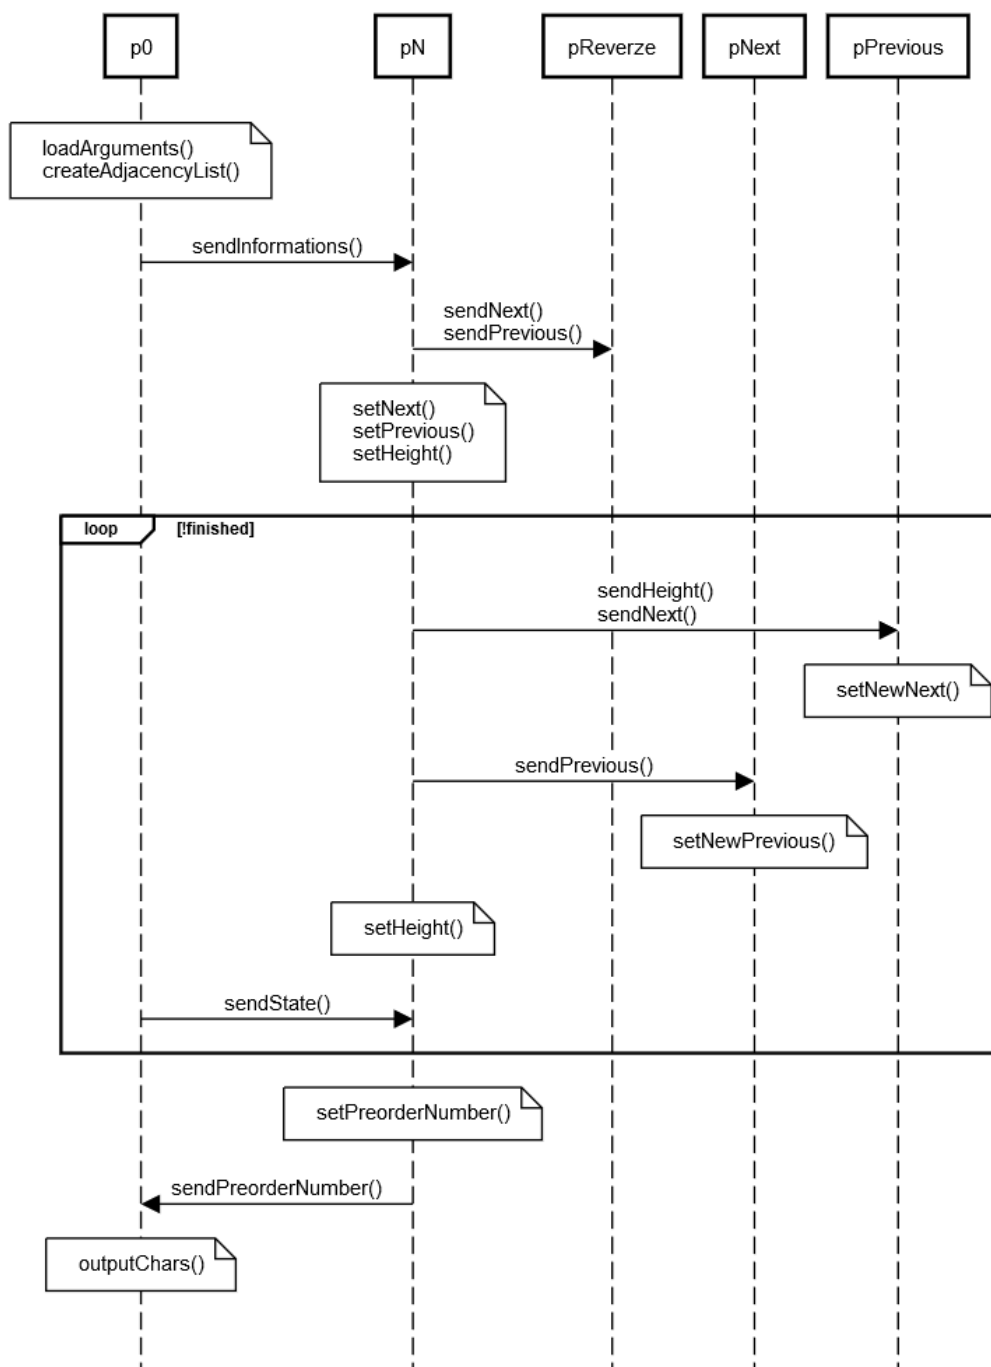 p0
pN
pReverze
pNext
pPrevious
loadArguments()
createAdjacencyList()
sendInformations()
sendNext()
sendPrevious()
setNext()
setPrevious()
setHeight()
loop
[!finished]
sendHeight()
sendNext()
setNewNext()
sendPrevious()
setNewPrevious()
setHeight()
sendState()
setPreorderNumber()
sendPreorderNumber()
outputChars()